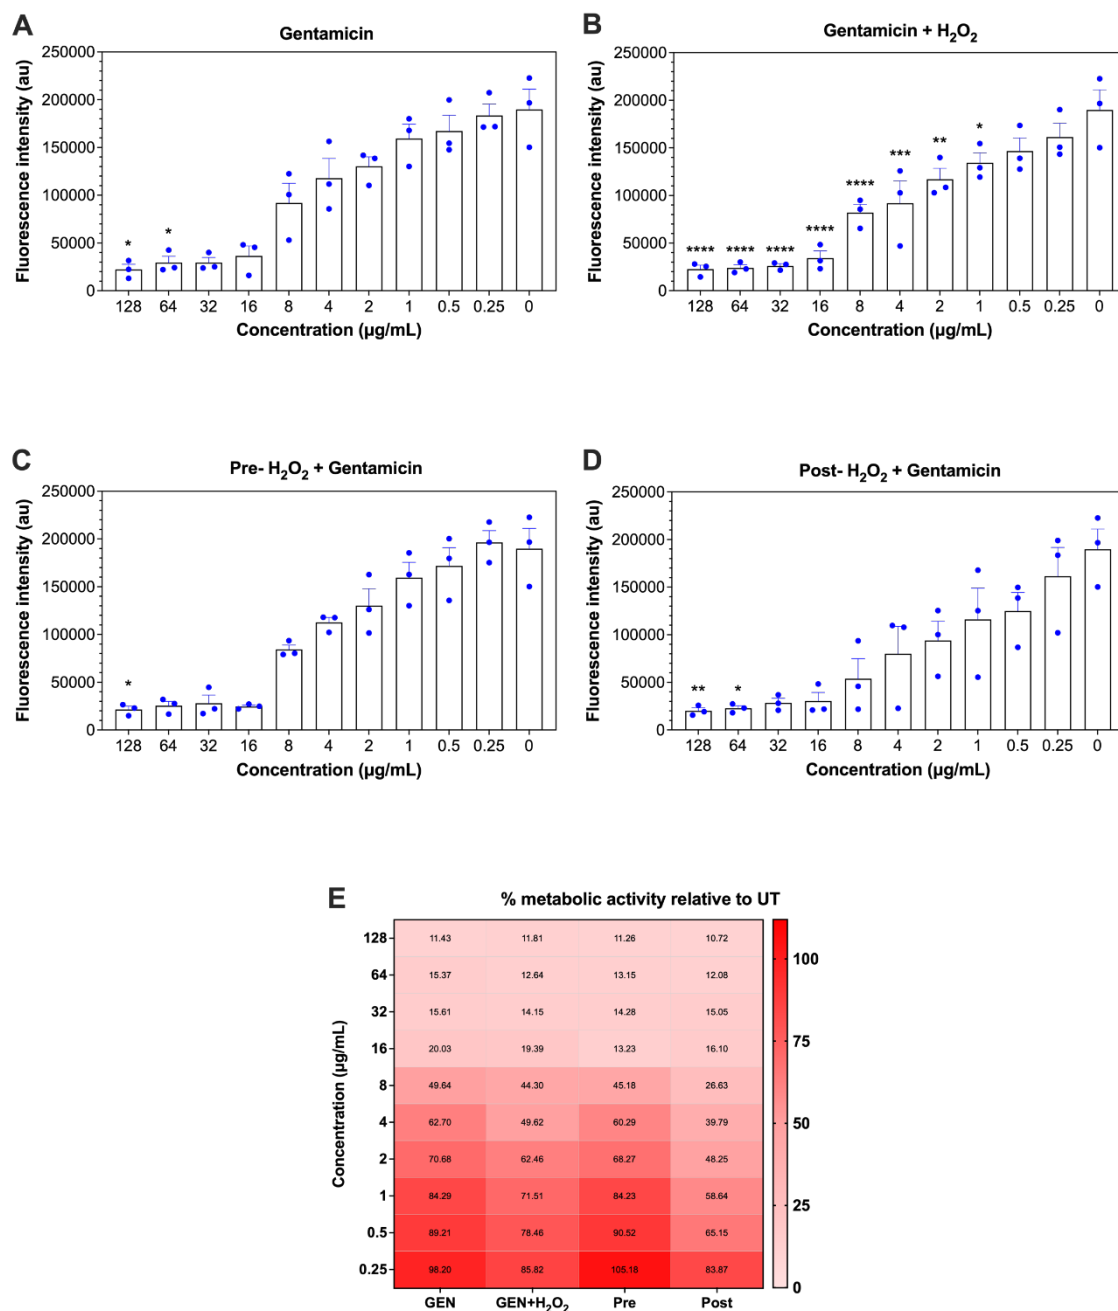 A
Gentamicin
Fluorescence intensity (au)
250000
200000
150000
100000
50000
0
* *
128 64 32 16 8 4 2 1 0.5 0.25 0
Concentration (µg/mL)
B
Gentamicin + H₂O₂
Fluorescence intensity (au)
250000
200000
150000
100000
50000
0
**** **** **** **** **** *** ** *
128 64 32 16 8 4 2 1 0.5 0.25 0
Concentration (µg/mL)
C
Pre- H₂O₂ + Gentamicin
Fluorescence intensity (au)
250000
200000
150000
100000
50000
0
*
128 64 32 16 8 4 2 1 0.5 0.25 0
Concentration (µg/mL)
D
Post- H₂O₂ + Gentamicin
Fluorescence intensity (au)
250000
200000
150000
100000
50000
0
** *
128 64 32 16 8 4 2 1 0.5 0.25 0
Concentration (µg/mL)
E
% metabolic activity relative to UT
Concentration (µg/mL)
128 11.43 11.81 11.26 10.72
64 15.37 12.64 13.15 12.08
32 15.61 14.15 14.28 15.05
16 20.03 19.39 13.23 16.10
8 49.64 44.30 45.18 26.63
4 62.70 49.62 60.29 39.79
2 70.68 62.46 68.27 48.25
1 84.29 71.51 84.23 58.64
0.5 89.21 78.46 90.52 65.15
0.25 98.20 85.82 105.18 83.87
GEN GEN+H₂O₂ Pre Post
100
75
50
25
0